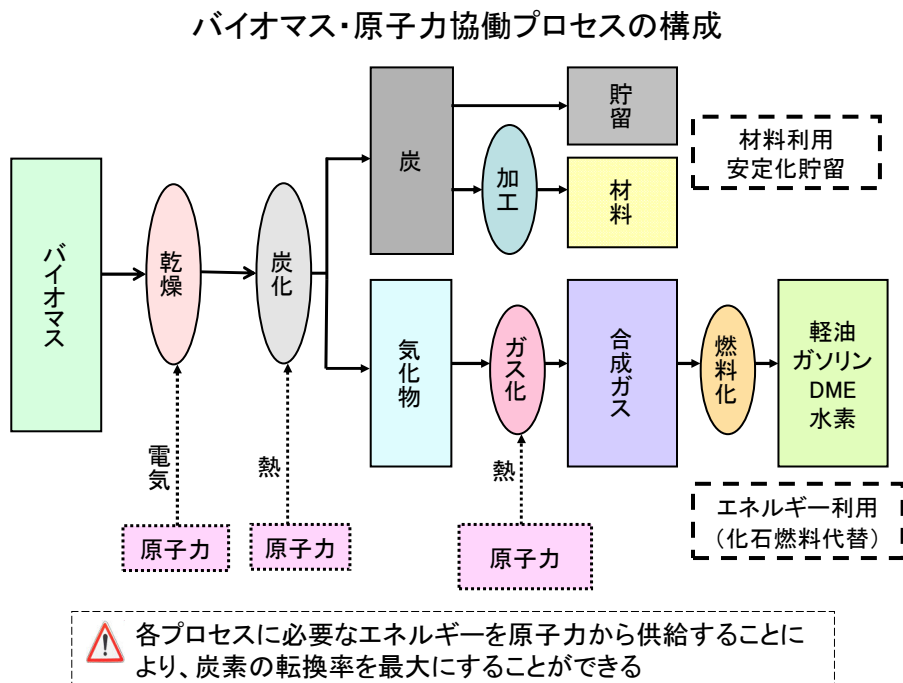 バイオマス・原子力協働プロセスの構成
バイオマス
乾燥
炭化
炭
貯留
加工
材料
材料利用
安定化貯留
気化物
ガス化
合成ガス
燃料化
軽油
ガソリン
DME
水素
電気
熱
熱
原子力
原子力
原子力
エネルギー利用
（化石燃料代替）
各プロセスに必要なエネルギーを原子力から供給することに
より、炭素の転換率を最大にすることができる